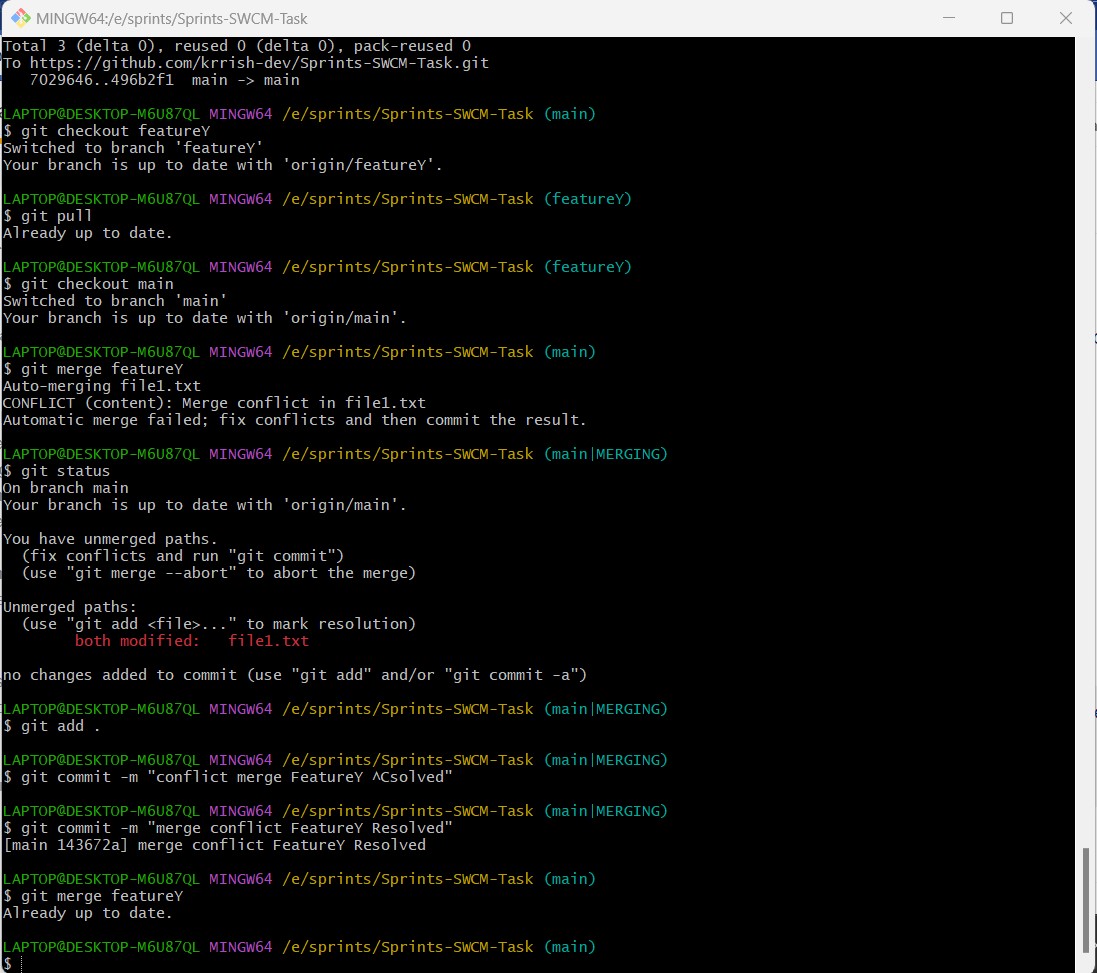 MINGW64:/e/sprints/Sprints-SWCM-Task
Total 3 (delta 0), reused 0 (delta 0), pack-reused 0
To https://github.com/krrish-dev/Sprints-SWCM-Task.git
   7029646..496b2f1  main -> main

LAPTOP@DESKTOP-M6U87QL MINGW64 /e/sprints/Sprints-SWCM-Task (main)
$ git checkout featureY
Switched to branch 'featureY'
Your branch is up to date with 'origin/featureY'.

LAPTOP@DESKTOP-M6U87QL MINGW64 /e/sprints/Sprints-SWCM-Task (featureY)
$ git pull
Already up to date.

LAPTOP@DESKTOP-M6U87QL MINGW64 /e/sprints/Sprints-SWCM-Task (featureY)
$ git checkout main
Switched to branch 'main'
Your branch is up to date with 'origin/main'.

LAPTOP@DESKTOP-M6U87QL MINGW64 /e/sprints/Sprints-SWCM-Task (main)
$ git merge featureY
Auto-merging file1.txt
CONFLICT (content): Merge conflict in file1.txt
Automatic merge failed; fix conflicts and then commit the result.

LAPTOP@DESKTOP-M6U87QL MINGW64 /e/sprints/Sprints-SWCM-Task (main|MERGING)
$ git status
On branch main
Your branch is up to date with 'origin/main'.

You have unmerged paths.
  (fix conflicts and run "git commit")
  (use "git merge --abort" to abort the merge)

Unmerged paths:
  (use "git add <file>..." to mark resolution)
        both modified:   file1.txt

no changes added to commit (use "git add" and/or "git commit -a")

LAPTOP@DESKTOP-M6U87QL MINGW64 /e/sprints/Sprints-SWCM-Task (main|MERGING)
$ git add .

LAPTOP@DESKTOP-M6U87QL MINGW64 /e/sprints/Sprints-SWCM-Task (main|MERGING)
$ git commit -m "conflict merge FeatureY ^Csolved"

LAPTOP@DESKTOP-M6U87QL MINGW64 /e/sprints/Sprints-SWCM-Task (main|MERGING)
$ git commit -m "merge conflict FeatureY Resolved"
[main 143672a] merge conflict FeatureY Resolved

LAPTOP@DESKTOP-M6U87QL MINGW64 /e/sprints/Sprints-SWCM-Task (main)
$ git merge featureY
Already up to date.

LAPTOP@DESKTOP-M6U87QL MINGW64 /e/sprints/Sprints-SWCM-Task (main)
$